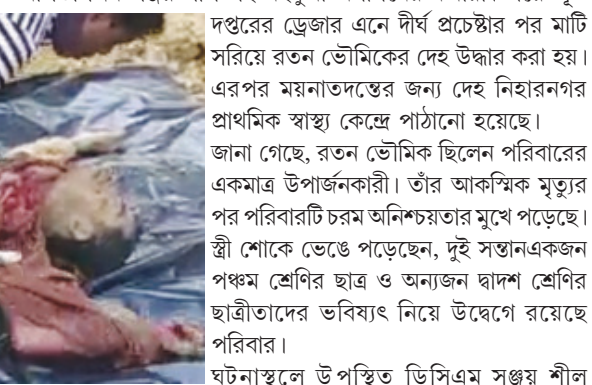 দপ্তরের ড্রেজার এনে দীর্ঘ প্রচেষ্টার পর মাটি
সরিয়ে রতন ভৌমিকের দেহ উদ্ধার করা হয়।
এরপর ময়নাতদন্তের জন্য দেহ নিহারনগর
প্রাথমিক স্বাস্থ্য কেন্দ্রে পাঠানো হয়েছে।
জানা গেছে, রতন ভৌমিক ছিলেন পরিবারের
একমাত্র উপার্জনকারী। তাঁর আকস্মিক মৃত্যুর
পর পরিবারটি চরম অনিশ্চয়তার মুখে পড়েছে।
স্ত্রী শোকে ভেঙে পড়েছেন, দুই সন্তানএকজন
পঞ্চম শ্রেণির ছাত্র ও অন্যজন দ্বাদশ শ্রেণির
ছাত্রীতাদের ভবিষ্যৎ নিয়ে উদ্বেগে রয়েছে
পরিবার।
ঘটনাস্থলে উপস্থিত ডিসিএম সঞ্জয় শীল